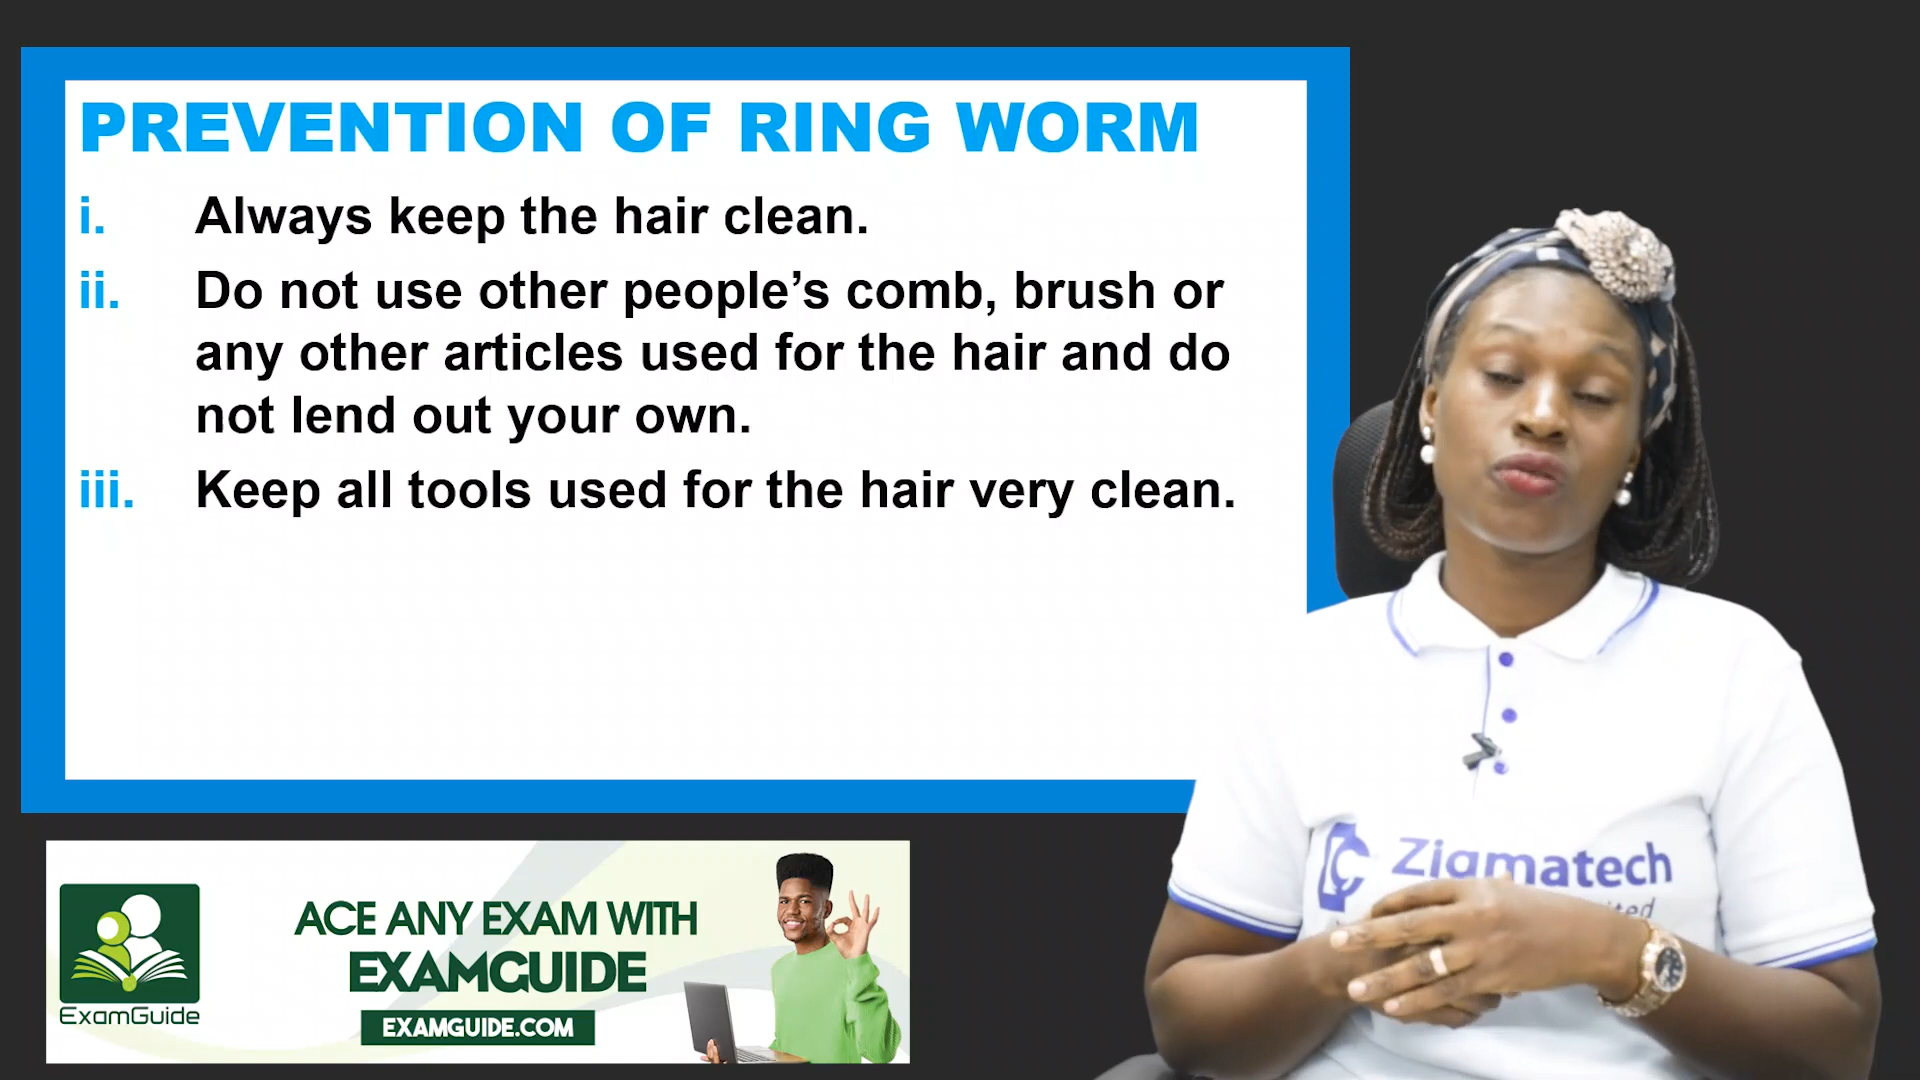 PREVENTION OF RING WORM
i. Always keep the hair clean.
ii. Do not use other people’s comb, brush or
any other articles used for the hair and do
not lend out your own.
iii. Keep all tools used for the hair very clean.
ACE ANY EXAM WITH
EXAMGUIDE
EXAMGUIDE.COM
ExamGuide
Zigmatech